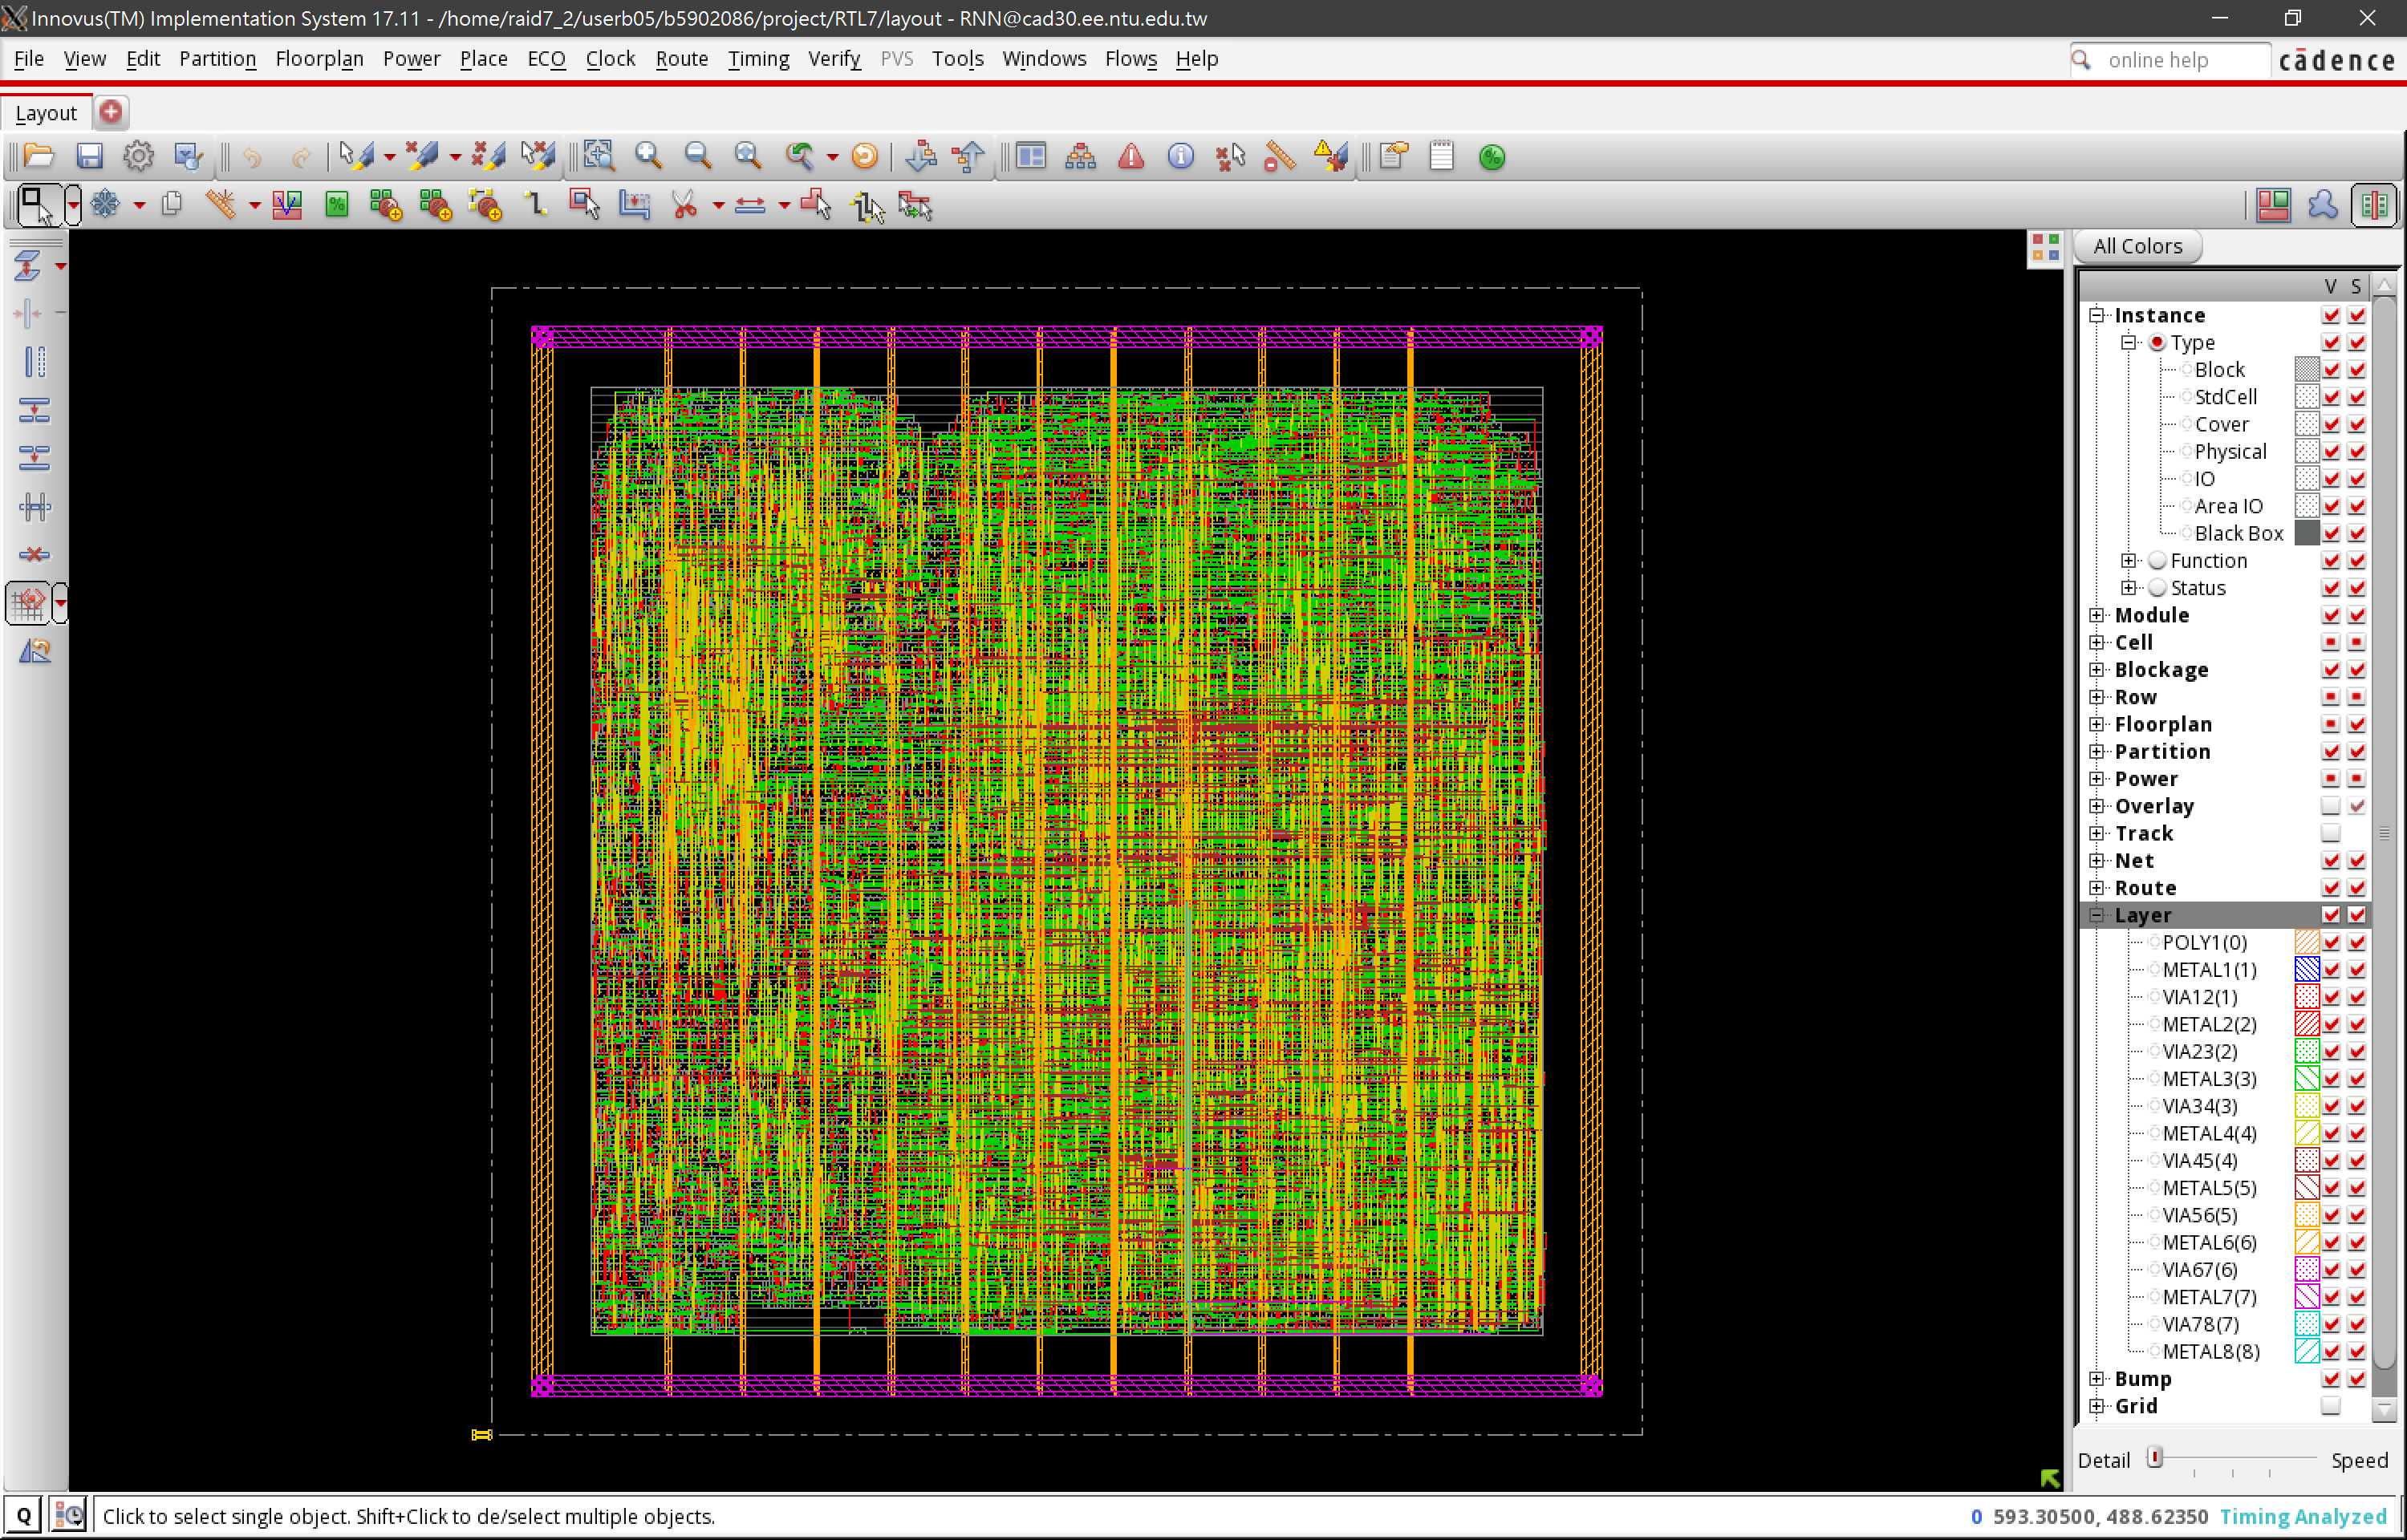 Innovus(TM) Implementation System 17.11 - /home/raid7_2/userb05/b5902086/project/RTL7/layout - RNN@cad30.ee.ntu.edu.tw
File View Edit Partition Floorplan Power Place ECO Clock Route Timing Verify PVS Tools Windows Flows Help
online help
cādence
Layout
All Colors
V S
Instance
Type
Block
StdCell
Cover
Physical
IO
Area IO
Black Box
Function
Status
Module
Cell
Blockage
Row
Floorplan
Partition
Power
Overlay
Track
Net
Route
Layer
POLY1(0)
METAL1(1)
VIA12(1)
METAL2(2)
VIA23(2)
METAL3(3)
VIA34(3)
METAL4(4)
VIA45(4)
METAL5(5)
VIA56(5)
METAL6(6)
VIA67(6)
METAL7(7)
VIA78(7)
METAL8(8)
Bump
Grid
Detail Speed
Q Click to select single object. Shift+Click to de/select multiple objects. 0 593.30500, 488.62350 Timing Analyzed